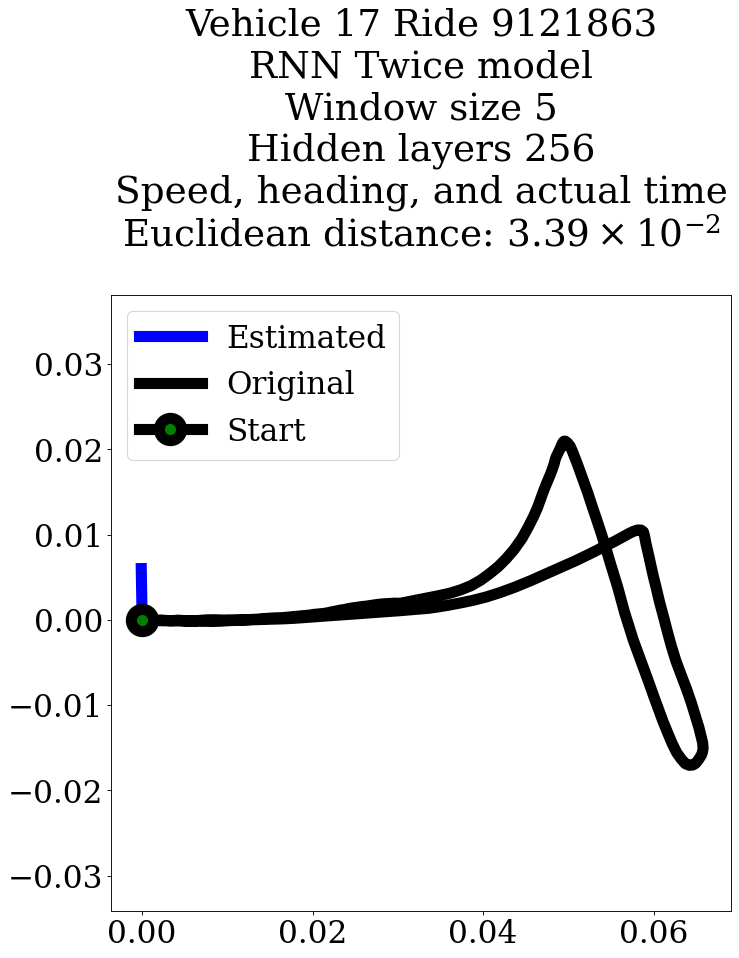 Vehicle 17 Ride 9121863
RNN Twice model
Window size 5
Hidden layers 256
Speed, heading, and actual time
Euclidean distance: 3.39 × 10⁻²
Estimated
Original
Start
0.03
0.02
0.01
0.00
−0.01
−0.02
−0.03
0.00 0.02 0.04 0.06